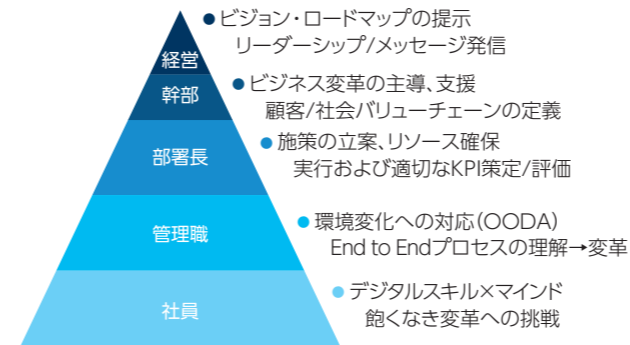 ● ビジョン・ロードマップの提示
リーダーシップ/メッセージ発信
経営
● ビジネス変革の主導、支援
幹部
顧客/社会バリューチェーンの定義
● 施策の立案、リソース確保
部署長
実行および適切なKPI策定/評価
● 環境変化への対応(OODA)
管理職
End to Endプロセスの理解→変革
● デジタルスキル×マインド
社員
飽くなき変革への挑戦